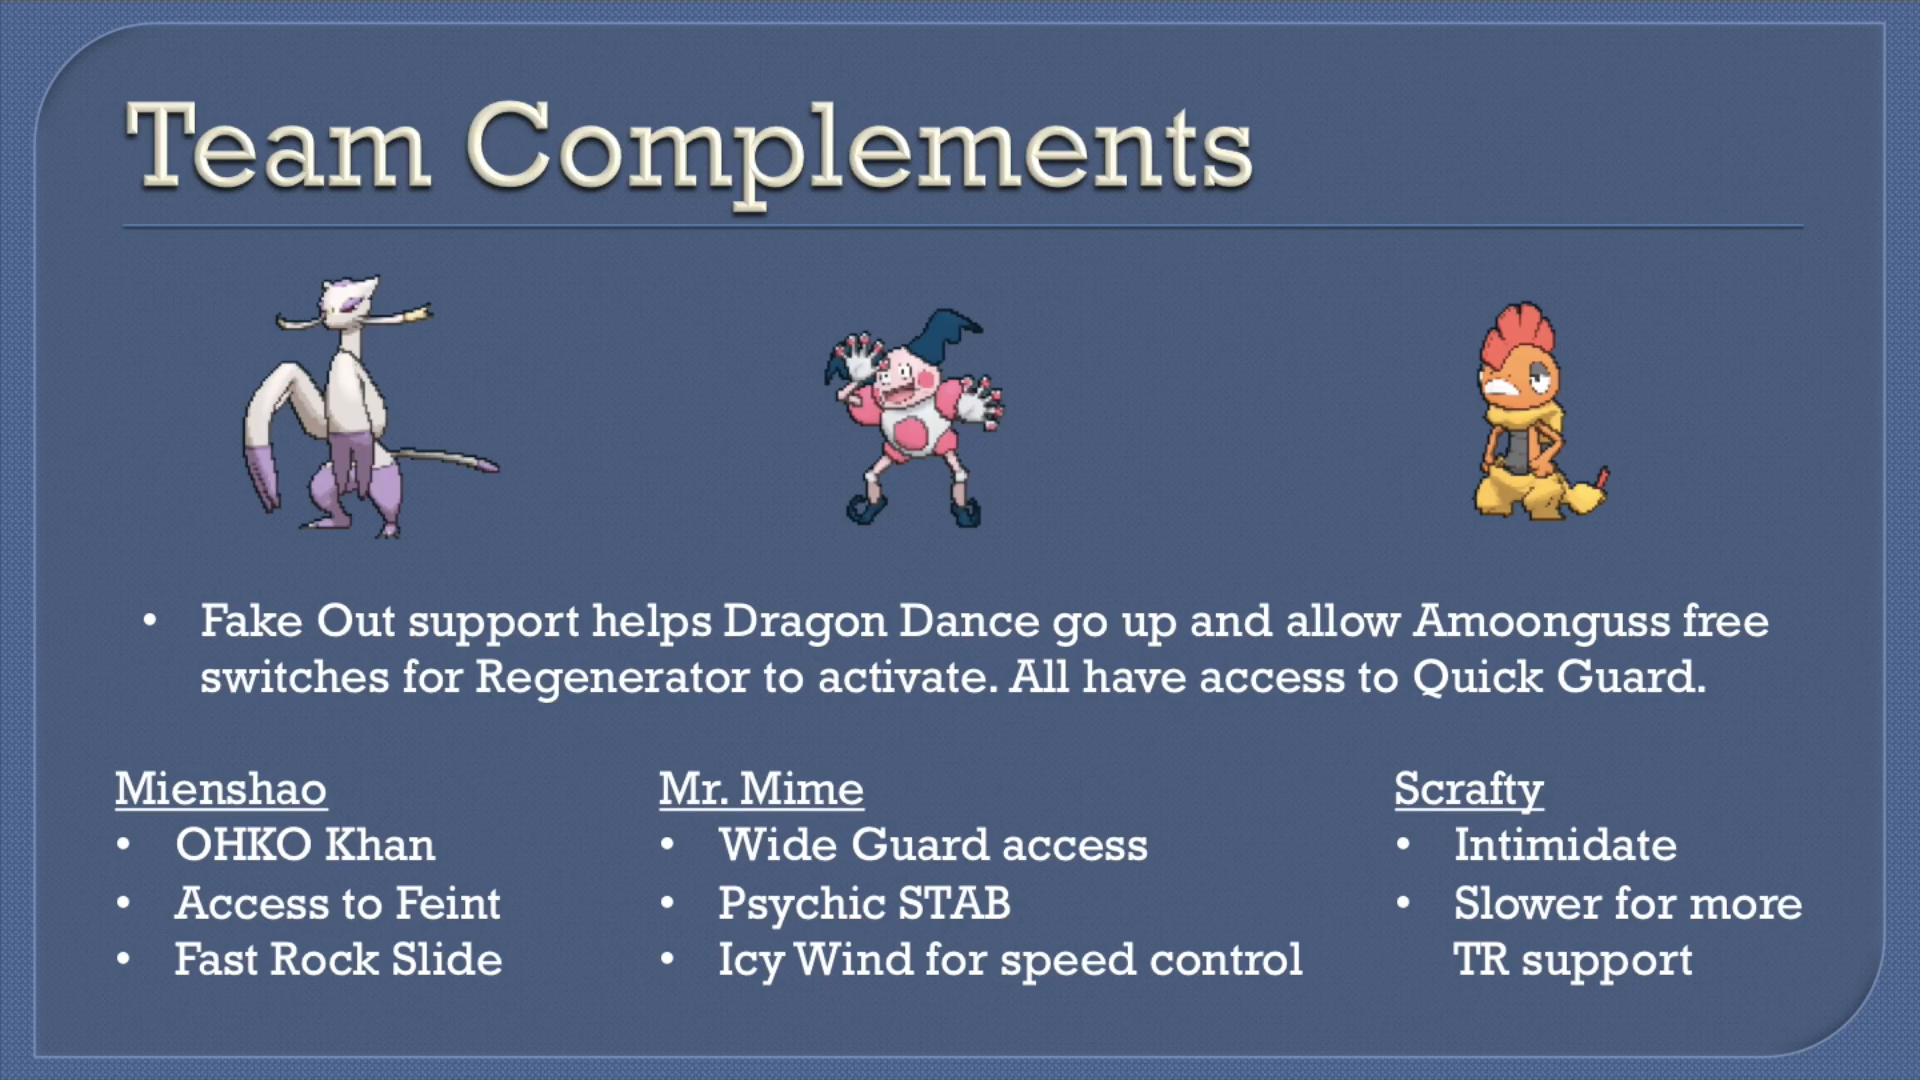 Team Complements
• Fake Out support helps Dragon Dance go up and allow Amoonguss free
switches for Regenerator to activate. All have access to Quick Guard.
Mienshao
• OHKO Khan
• Access to Feint
• Fast Rock Slide
Mr. Mime
• Wide Guard access
• Psychic STAB
• Icy Wind for speed control
Scrafty
• Intimidate
• Slower for more
TR support